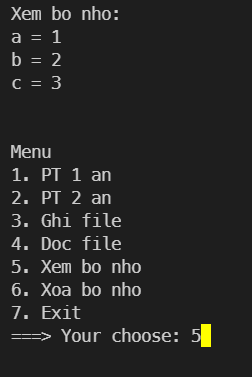 Xem bo nho:
a = 1
b = 2
c = 3
Menu
1. PT 1 an
2. PT 2 an
3. Ghi file
4. Doc file
5. Xem bo nho
6. Xoa bo nho
7. Exit
===> Your choose: 5